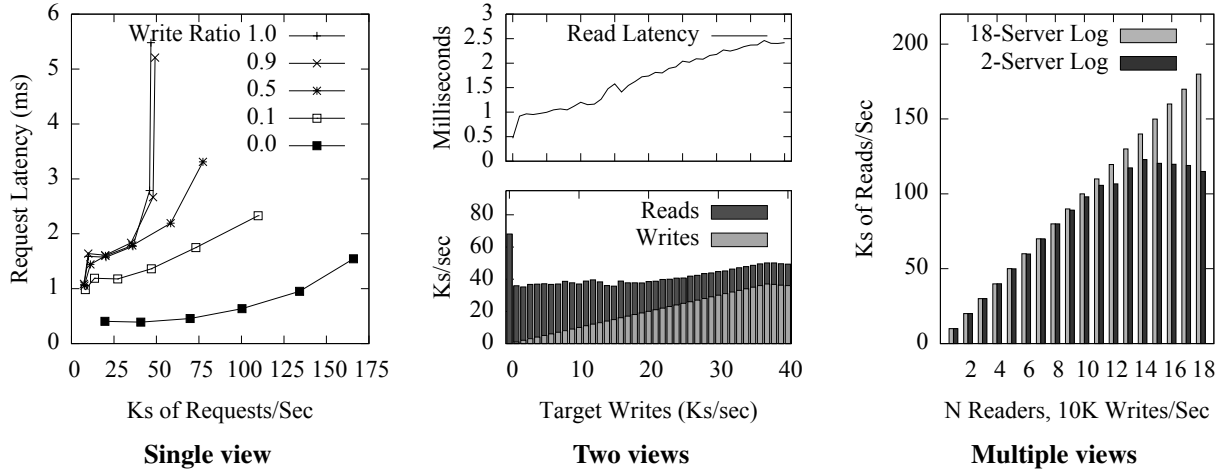 Request Latency (ms)
6
5
4
3
2
1
0
Write Ratio 1.0
0.9
0.5
0.1
0.0
0 25 50 75 100 125 150 175
Ks of Requests/Sec
Single view
Milliseconds
3
2.5
2
1.5
1
0.5
0
Read Latency
Ks/sec
80
60
40
20
0
Reads
Writes
0 10 20 30 40
Target Writes (Ks/sec)
Two views
Ks of Reads/Sec
200
150
100
50
0
18-Server Log
2-Server Log
2 4 6 8 10 12 14 16 18
N Readers, 10K Writes/Sec
Multiple views